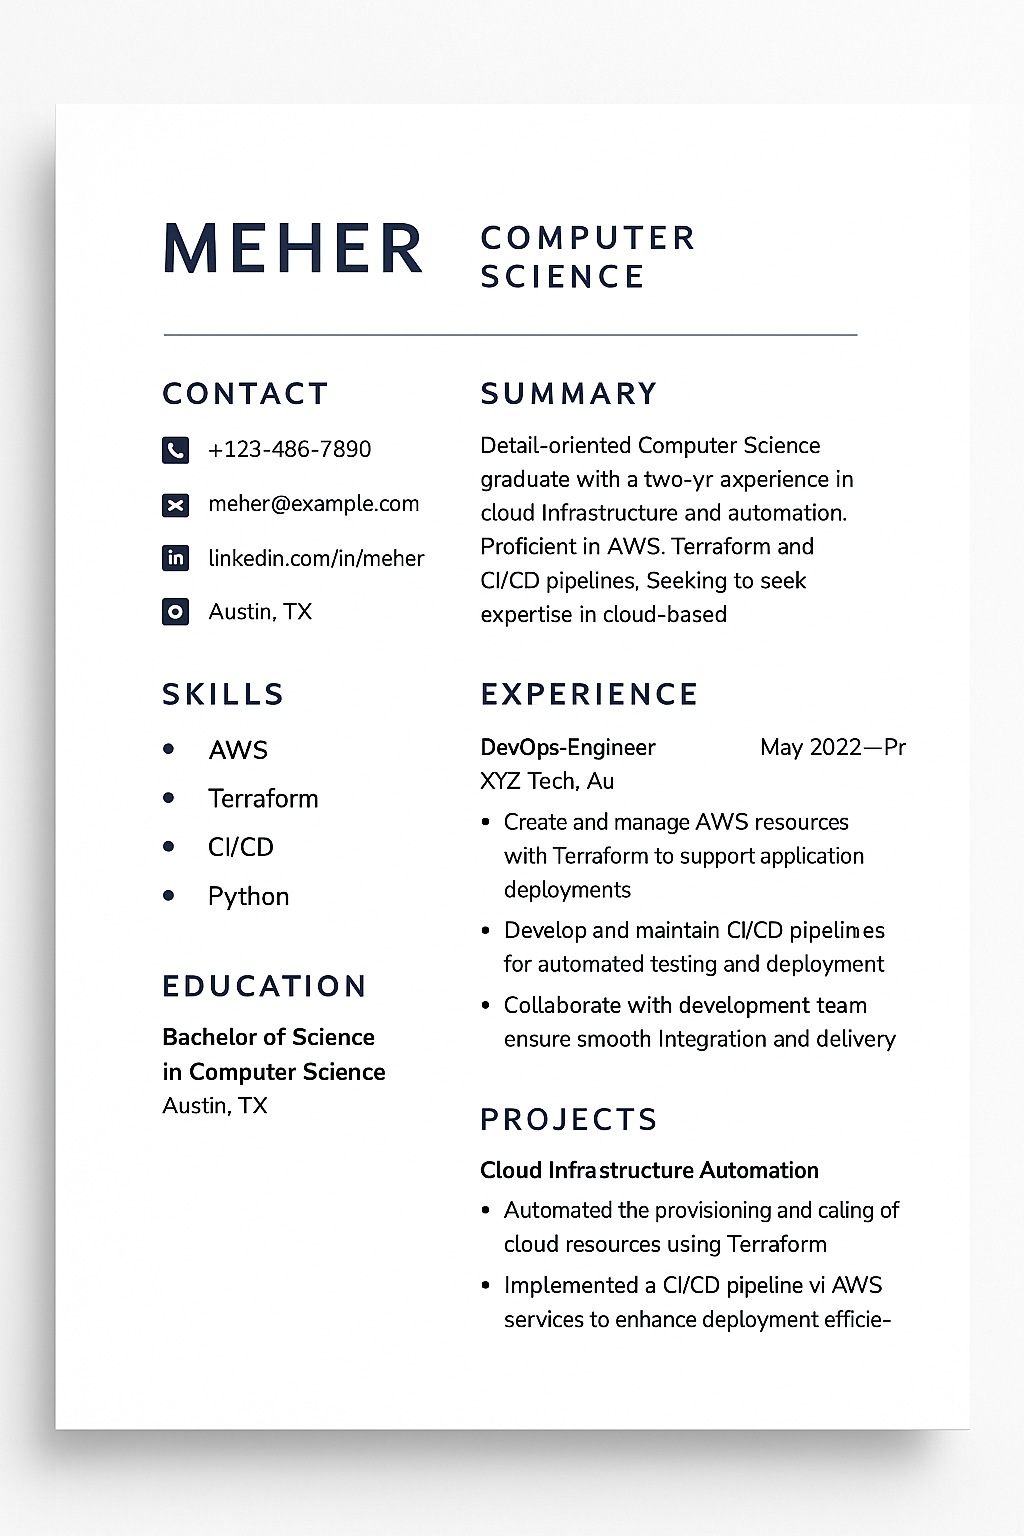 MEHER
COMPUTER
SCIENCE
CONTACT
+123-486-7890
meher@example.com
linkedin.com/in/meher
Austin, TX
SKILLS
• AWS
• Terraform
• CI/CD
• Python
EDUCATION
Bachelor of Science
in Computer Science
Austin, TX
SUMMARY
Detail-oriented Computer Science
graduate with a two-yr axperience in
cloud Infrastructure and automation.
Proficient in AWS. Terraform and
CI/CD pipelines, Seeking to seek
expertise in cloud-based
EXPERIENCE
DevOps-Engineer May 2022—Pr
XYZ Tech, Au
• Create and manage AWS resources
with Terraform to support application
deployments
• Develop and maintain CI/CD pipelines
for automated testing and deployment
• Collaborate with development team
ensure smooth Integration and delivery
PROJECTS
Cloud Infrastructure Automation
• Automated the provisioning and caling of
cloud resources using Terraform
• Implemented a CI/CD pipeline vi AWS
services to enhance deployment efficie-